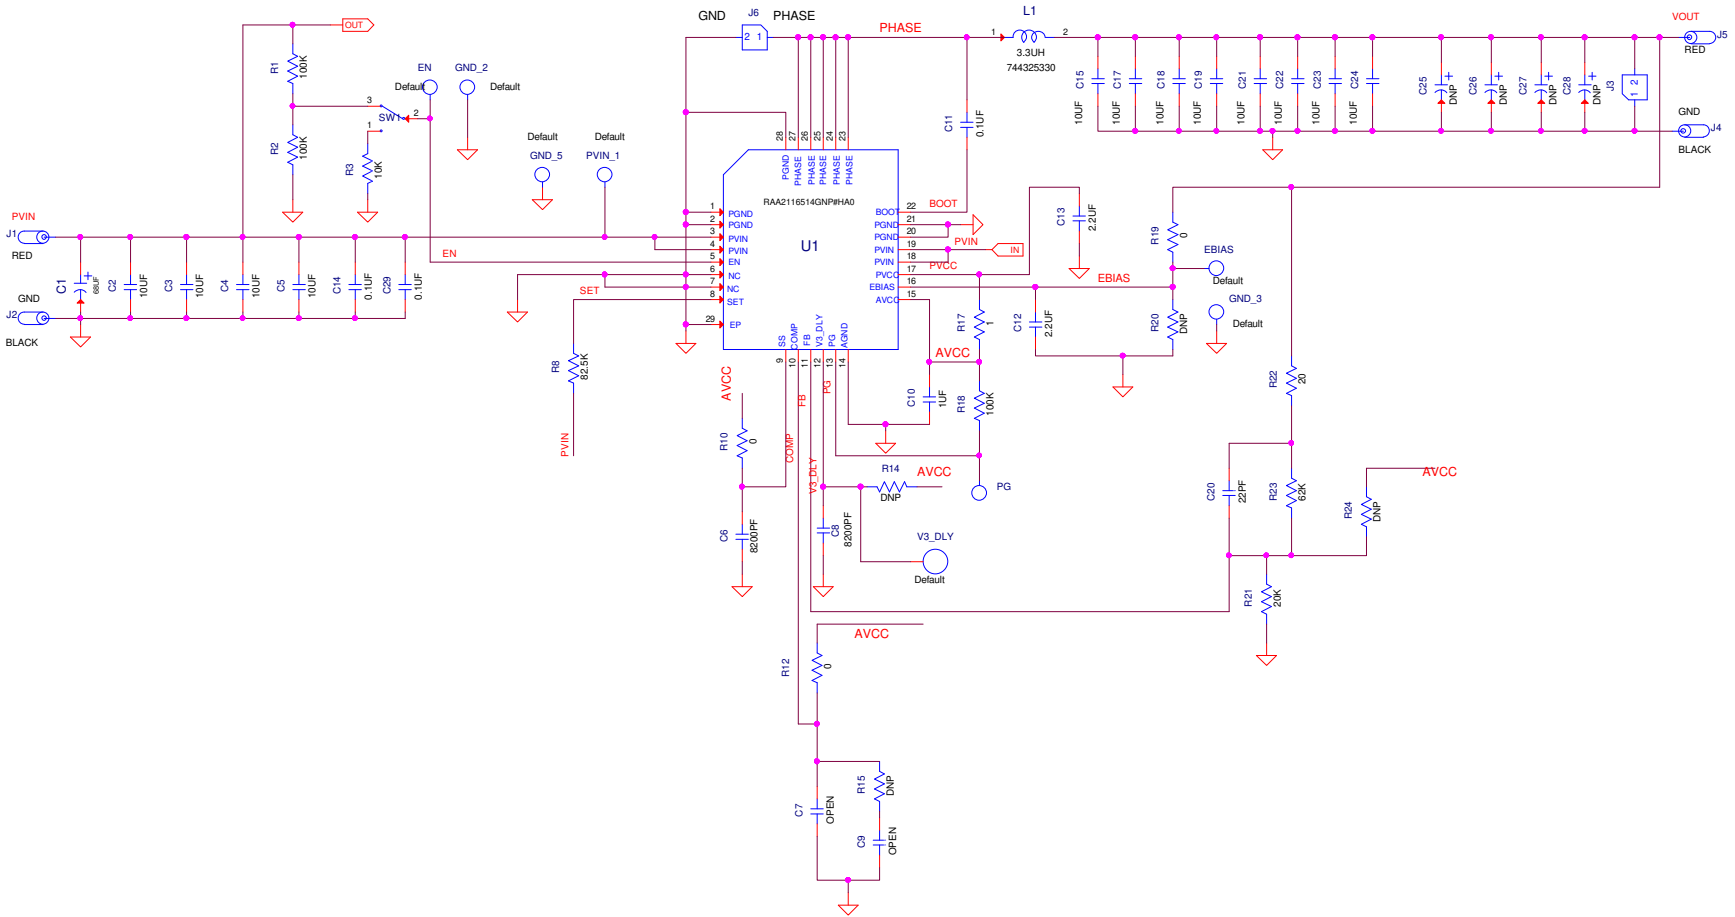 OUT
R1
100K
EN
Default
GND_2
Default
3
SW1
2
1
R2
100K
R3
10K
PVIN
J1
RED
GND
J2
BLACK
C1
68UF
C2
10UF
C3
10UF
C4
10UF
C5
10UF
C14
0.1UF
C29
0.1UF
EN
SET
Default
GND_5
Default
PVIN_1
R8
82.5K
PVIN
GND
J6
PHASE
2 1
PHASE
28
27
26
25
24
23
PGND
PHASE
PHASE
PHASE
PHASE
PHASE
RAA2116514GNP#HA0
U1
1
PGND
2
PGND
3
PVIN
4
PVIN
5
EN
6
NC
7
NC
8
SET
29
EP
BOOT
22
BOOT
PGND
21
PGND
20
PVIN
19
PVIN
IN
PVIN
18
PVCC
17
PVCC
EBIAS
16
AVCC
15
SS
COMP
FB
V3_DLY
PG
AGND
9
10
11
12
13
14
1
L1
2
3.3UH
744325330
C11
0.1UF
C15
10UF
C17
10UF
C18
10UF
C19
10UF
C21
10UF
C22
10UF
C23
10UF
C24
10UF
C25
DNP
C26
DNP
C27
DNP
C28
DNP
J3
1 2
VOUT
J5
RED
GND
J4
BLACK
C13
2.2UF
R19
0
EBIAS
Default
EBIAS
C12
2.2UF
R20
DNP
GND_3
Default
R17
1
AVCC
C10
1UF
R18
100K
PG
AVCC
R10
0
C6
8200PF
COMP
FB
V3_DLY
PG
R14
DNP
AVCC
C8
8200PF
V3_DLY
Default
R22
20
C20
22PF
R23
62K
R24
DNP
AVCC
R21
20K
AVCC
R12
0
C7
OPEN
R15
DNP
C9
OPEN